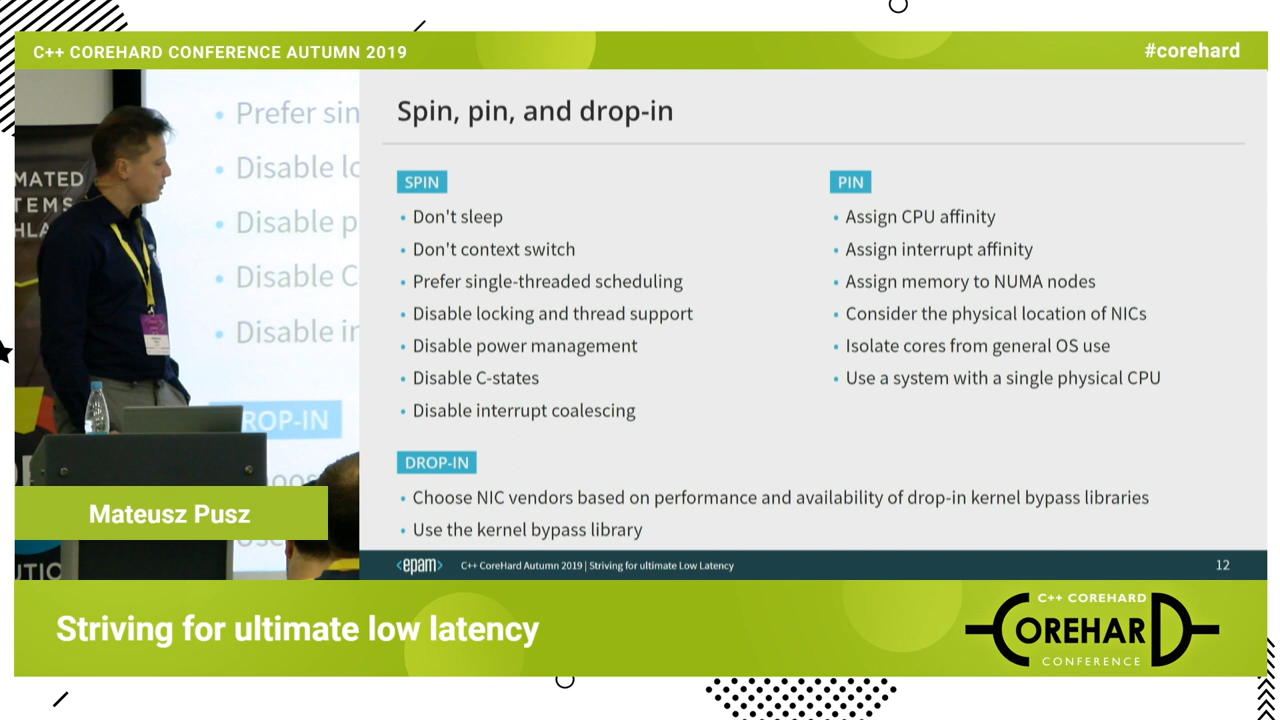 C++ COREHARD CONFERENCE AUTUMN 2019
#corehard
Spin, pin, and drop-in
SPIN
• Don't sleep
• Don't context switch
• Prefer single-threaded scheduling
• Disable locking and thread support
• Disable power management
• Disable C-states
• Disable interrupt coalescing
PIN
• Assign CPU affinity
• Assign interrupt affinity
• Assign memory to NUMA nodes
• Consider the physical location of NICs
• Isolate cores from general OS use
• Use a system with a single physical CPU
DROP-IN
• Choose NIC vendors based on performance and availability of drop-in kernel bypass libraries
• Use the kernel bypass library
<epam>
C++ CoreHard Autumn 2019 | Striving for ultimate Low Latency
12
• Prefer sin
• Disable lo
• Disable p
• Disable C
• Disable in
ROP-IN
MATED
TEMS
Mateusz Pusz
Striving for ultimate low latency
C++ COREHARD
COREHARD
CONFERENCE